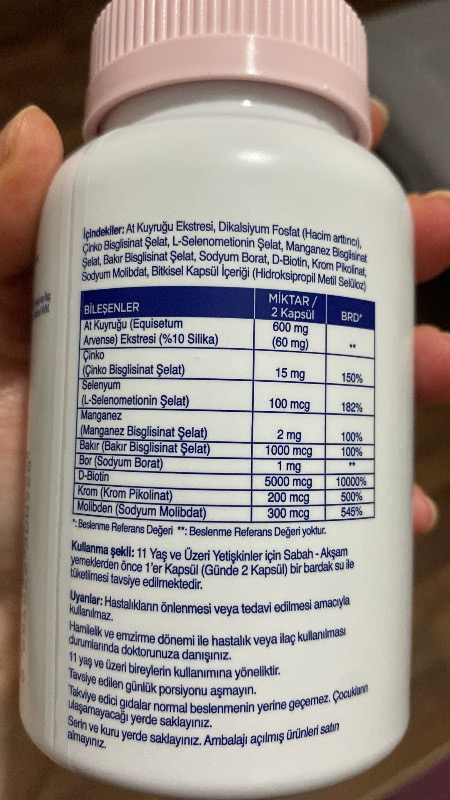 İçindekiler: At Kuyruğu Ekstresi, Dikalsiyum Fosfat (Hacim arttırıcı),
Çinko Bisglisinat Şelat, L-Selenometionin Şelat, Manganez Bisglisinat
Şelat, Bakır Bisglisinat Şelat, Sodyum Borat, D-Biotin, Krom Pikolinat,
Sodyum Molibdat, Bitkisel Kapsül İçeriği (Hidroksipropil Metil Selüloz)
BİLEŞENLER MİKTAR / 2 Kapsül BRD*
At Kuyruğu (Equisetum 600 mg
Arvense) Ekstresi (%10 Silika) (60 mg) **
Çinko
(Çinko Bisglisinat Şelat) 15 mg 150%
Selenyum
(L-Selenometionin Şelat) 100 mcg 182%
Manganez
(Manganez Bisglisinat Şelat) 2 mg 100%
Bakır (Bakır Bisglisinat Şelat) 1000 mcg 100%
Bor (Sodyum Borat) 1 mg **
D-Biotin 5000 mcg 10000%
Krom (Krom Pikolinat) 200 mcg 500%
Molibden (Sodyum Molibdat) 300 mcg 545%
*: Beslenme Referans Değeri **: Beslenme Referans Değeri yoktur.
Kullanma şekli: 11 Yaş ve Üzeri Yetişkinler için Sabah - Akşam
yemeklerden önce 1'er Kapsül (Günde 2 Kapsül) bir bardak su ile
tüketilmesi tavsiye edilmektedir.
Uyarılar: Hastalıkların önlenmesi veya tedavi edilmesi amacıyla
kullanılmaz.
Hamilelik ve emzirme dönemi ile hastalık veya ilaç kullanılması
durumlarında doktorunuza danışınız.
11 yaş ve üzeri bireylerin kullanımına yöneliktir.
Tavsiye edilen günlük porsiyonu aşmayın.
Takviye edici gıdalar normal beslenmenin yerine geçemez. Çocukların
ulaşamayacağı yerde saklayınız.
Serin ve kuru yerde saklayınız. Ambalajı açılmış ürünleri satın
almayınız.